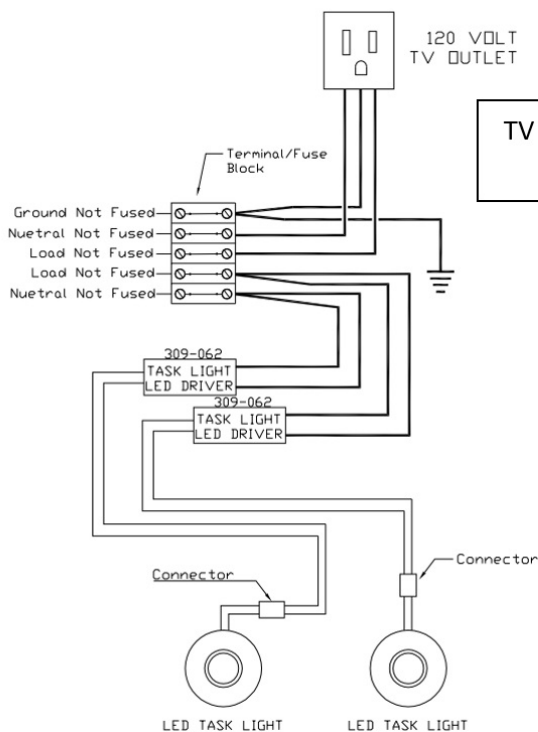 120 VOLT
TV OUTLET
TV
Terminal/Fuse
Block
Ground Not Fused
Nuetral Not Fused
Load Not Fused
Load Not Fused
Nuetral Not Fused
309-062
TASK LIGHT
LED DRIVER
309-062
TASK LIGHT
LED DRIVER
Connector
Connector
LED TASK LIGHT
LED TASK LIGHT